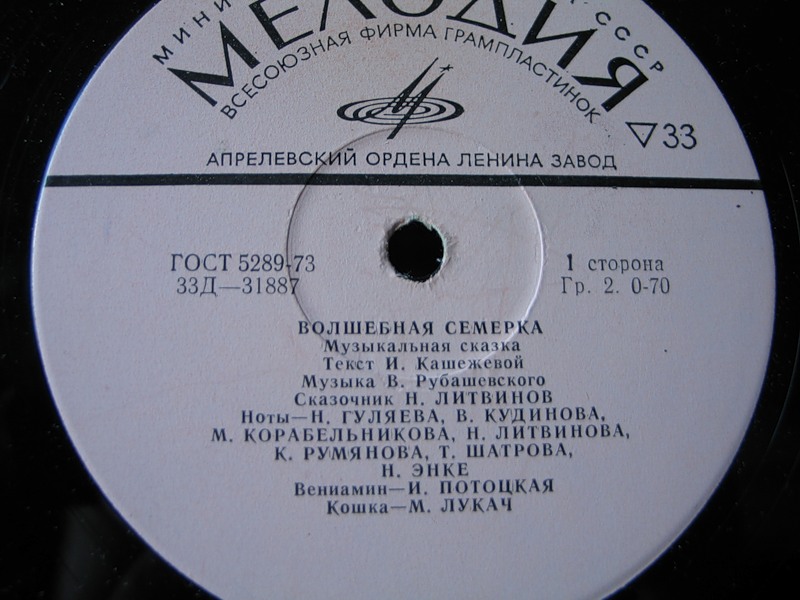 МЕЛОДИЯ
СССР
ВСЕСОЮЗНАЯ ФИРМА ГРАМПЛАСТИНОК
33
АПРЕЛЕВСКИЙ ОРДЕНА ЛЕНИНА ЗАВОД
ГОСТ 5289-73
33Д—31887
1 сторона
Гр. 2. 0-70
ВОЛШЕБНАЯ СЕМЕРКА
Музыкальная сказка
Текст И. Кашежевой
Музыка В. Рубашевского
Сказочник Н. ЛИТВИНОВ
Ноты—Н. ГУЛЯЕВА, В. КУДИНОВА,
М. КОРАБЕЛЬНИКОВА, Н. ЛИТВИНОВА,
К. РУМЯНОВА, Т. ШАТРОВА,
Н. ЭНКЕ
Вениамин—И. ПОТОЦКАЯ
Кошка—М. ЛУКАЧ